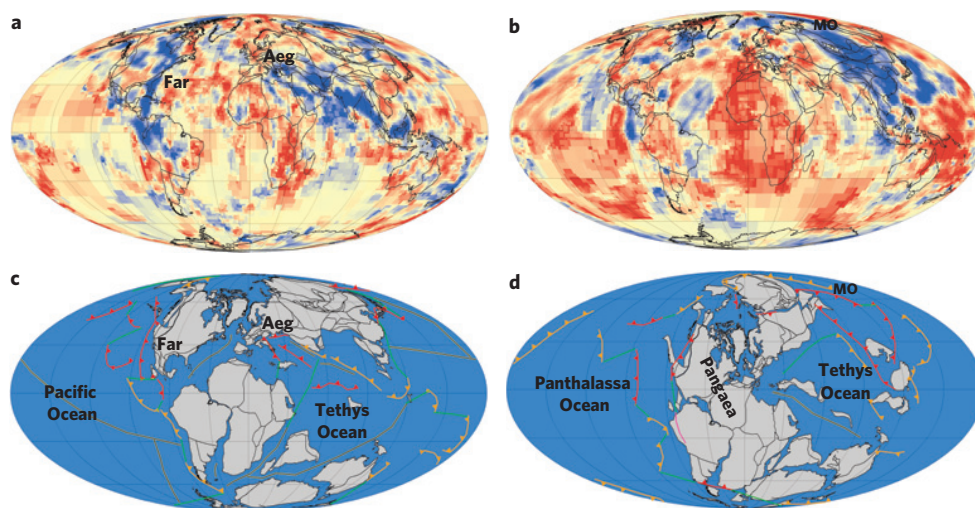 a
Far
Aeg
b
MO
c
Far
Aeg
Pacific
Ocean
Tethys
Ocean
d
MO
Panthalassa
Ocean
Pangaea
Tethys
Ocean